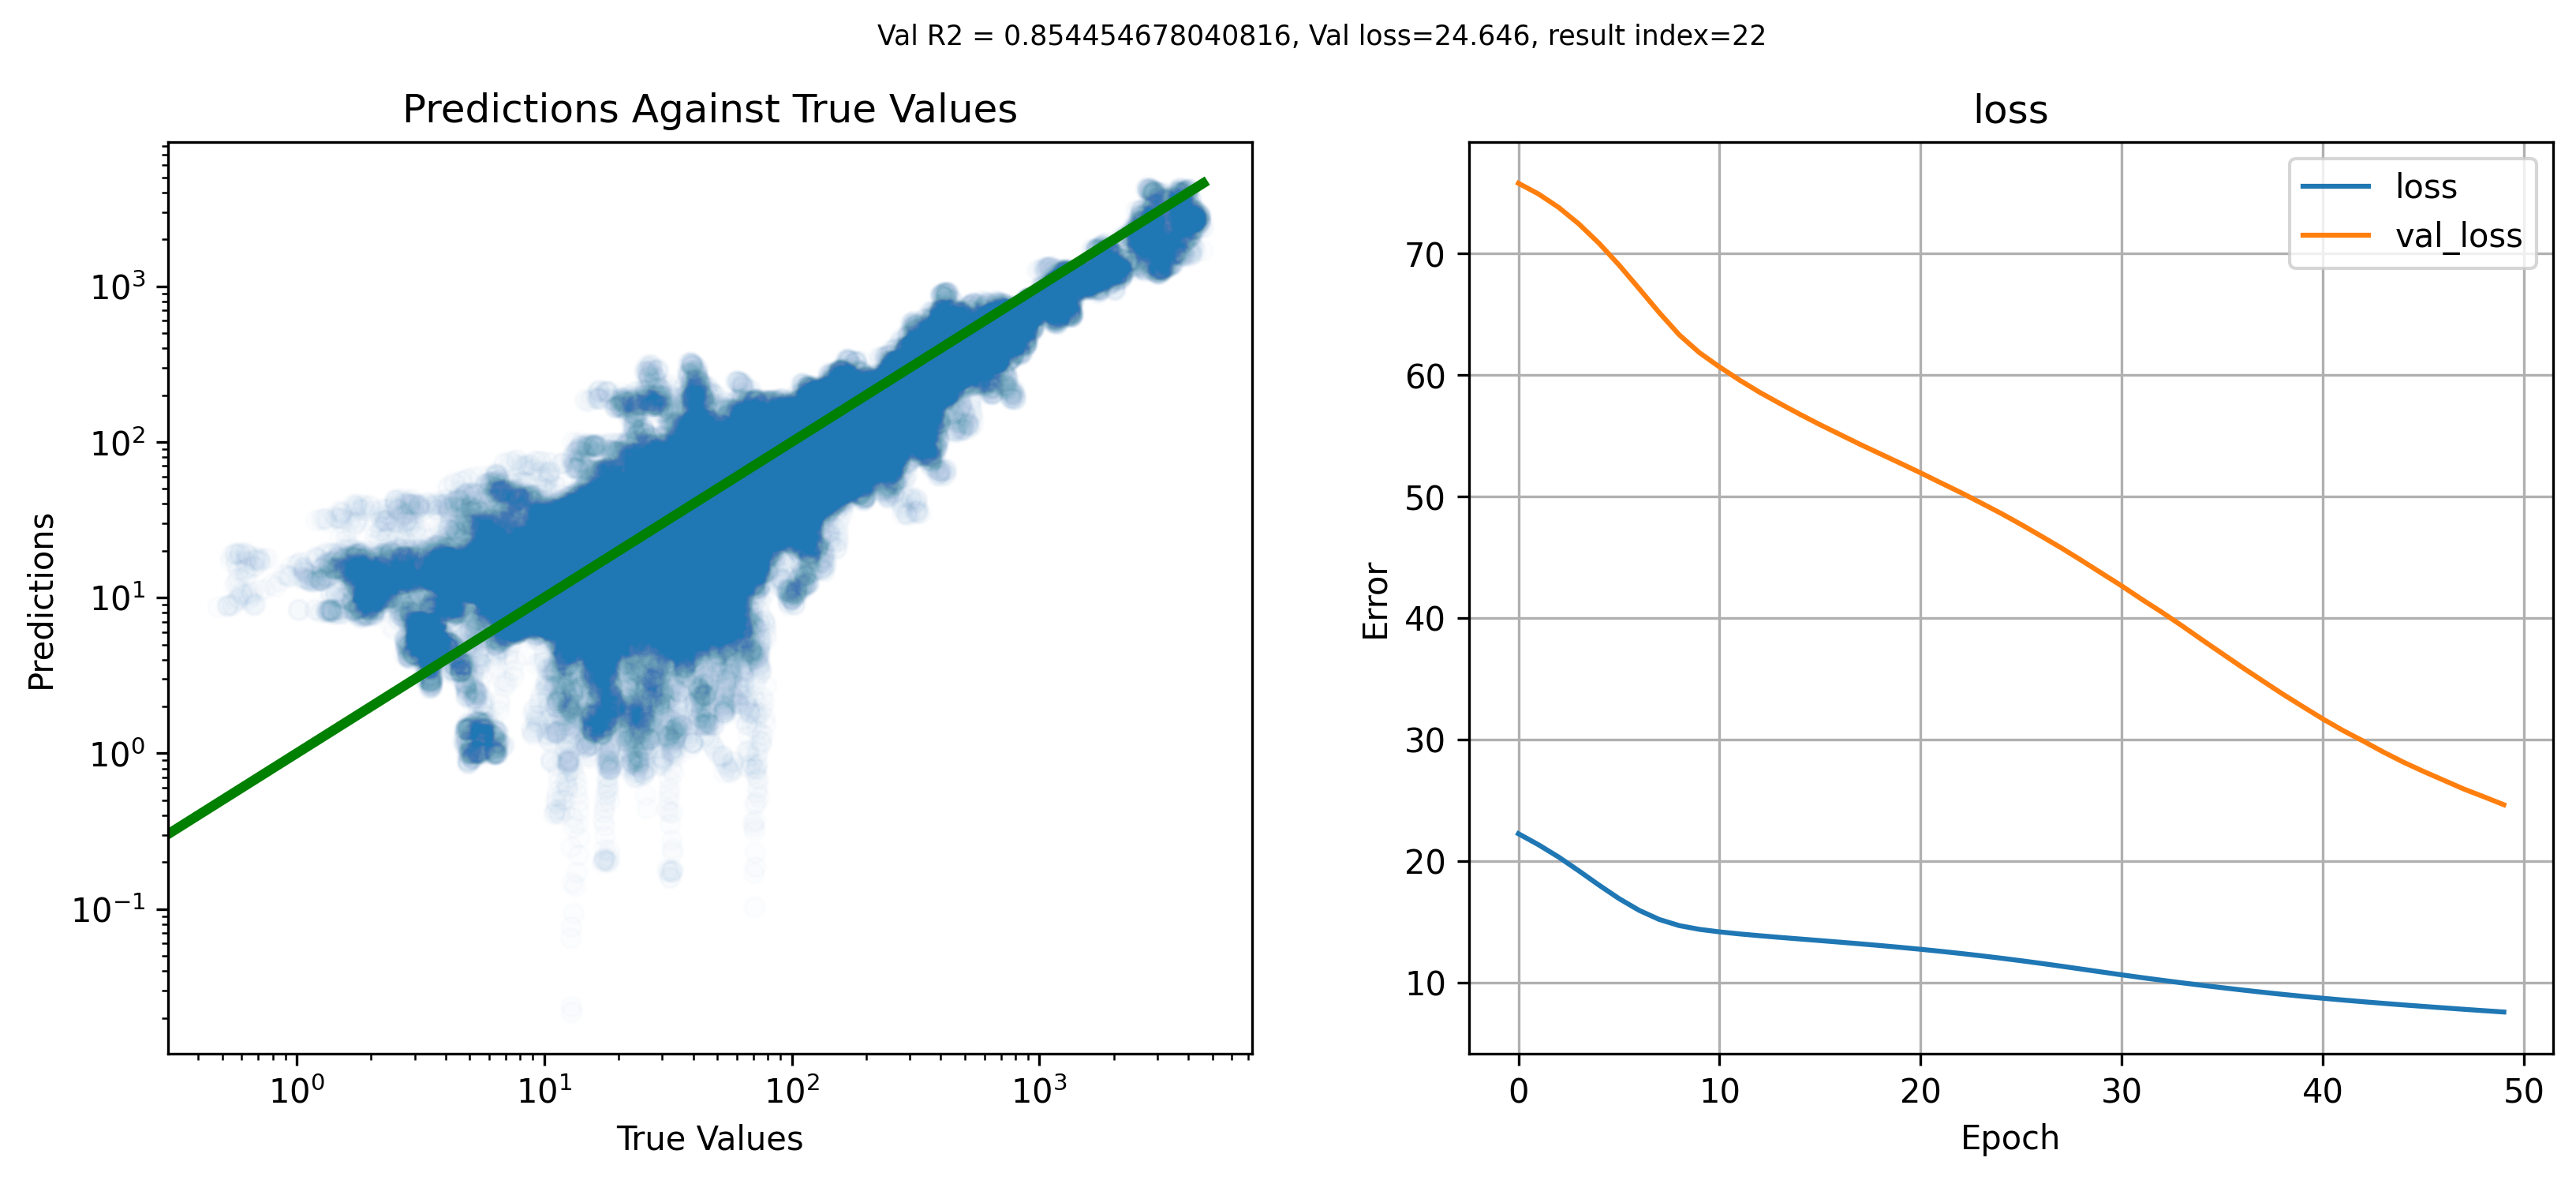 Val R2 = 0.854454678040816, Val loss=24.646, result index=22
Predictions Against True Values
Predictions
10³
10²
10¹
10⁰
10⁻¹
10⁰ 10¹ 10² 10³
True Values
loss
loss
val_loss
Error
70
60
50
40
30
20
10
0 10 20 30 40 50
Epoch